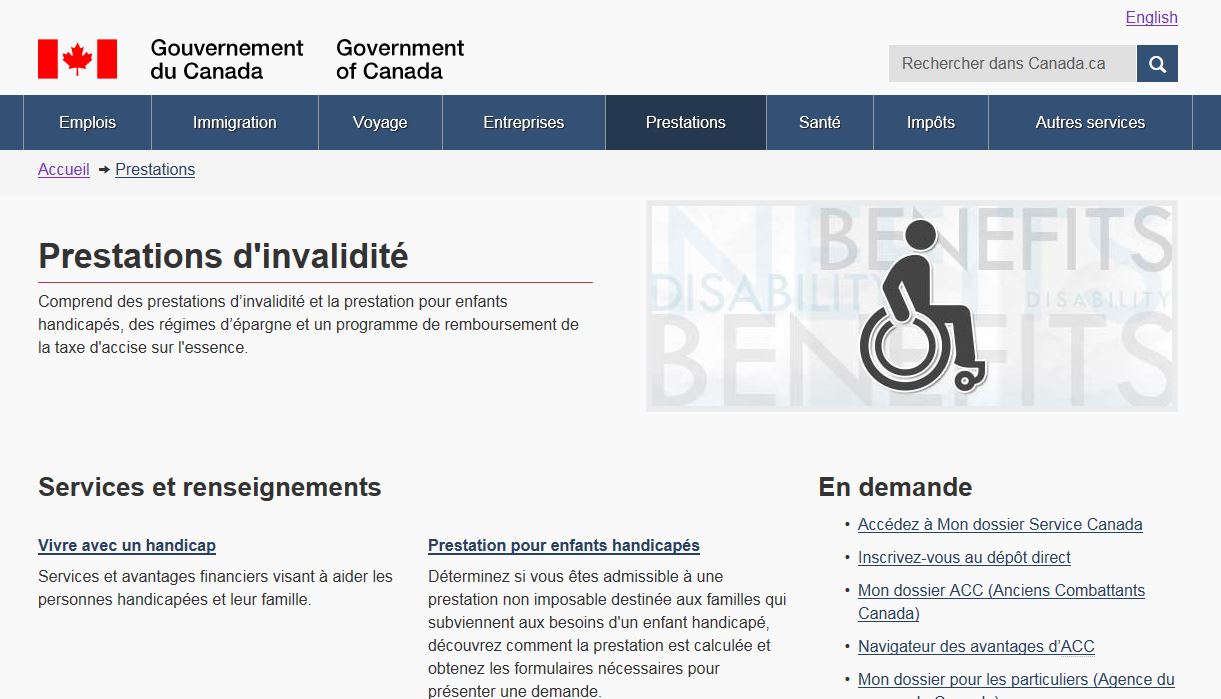 English
Gouvernement
du Canada
Government
of Canada
Rechercher dans Canada.ca
Emplois
Immigration
Voyage
Entreprises
Prestations
Santé
Impôts
Autres services
Accueil
Prestations
Prestations d'invalidité
Comprend des prestations d’invalidité et la prestation pour enfants
handicapés, des régimes d’épargne et un programme de remboursement de
la taxe d'accise sur l'essence.
BENEFITS
DISABILITY
DISABILITY
BENEFITS
Services et renseignements
Vivre avec un handicap
Services et avantages financiers visant à aider les
personnes handicapées et leur famille.
Prestation pour enfants handicapés
Déterminez si vous êtes admissible à une
prestation non imposable destinée aux familles qui
subviennent aux besoins d'un enfant handicapé,
découvrez comment la prestation est calculée et
obtenez les formulaires nécessaires pour
présenter une demande.
En demande
• Accédez à Mon dossier Service Canada
• Inscrivez-vous au dépôt direct
• Mon dossier ACC (Anciens Combattants
Canada)
• Navigateur des avantages d’ACC
• Mon dossier pour les particuliers (Agence du